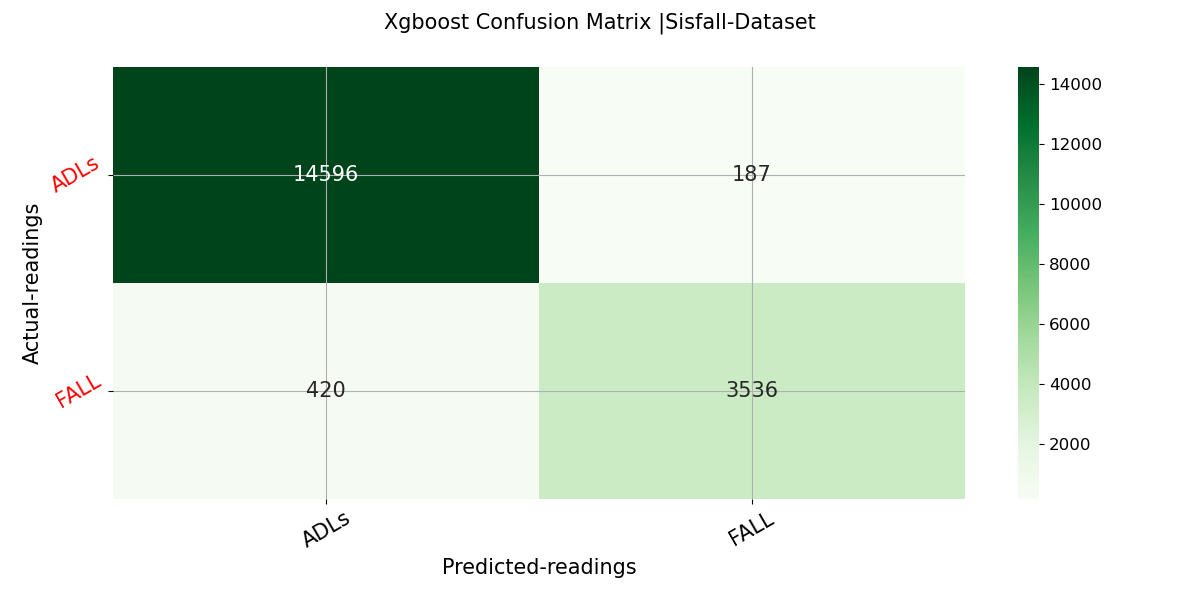 Xgboost Confusion Matrix |Sisfall-Dataset
Actual-readings
ADLs
FALL
14596
187
420
3536
ADLs
FALL
Predicted-readings
14000
12000
10000
8000
6000
4000
2000